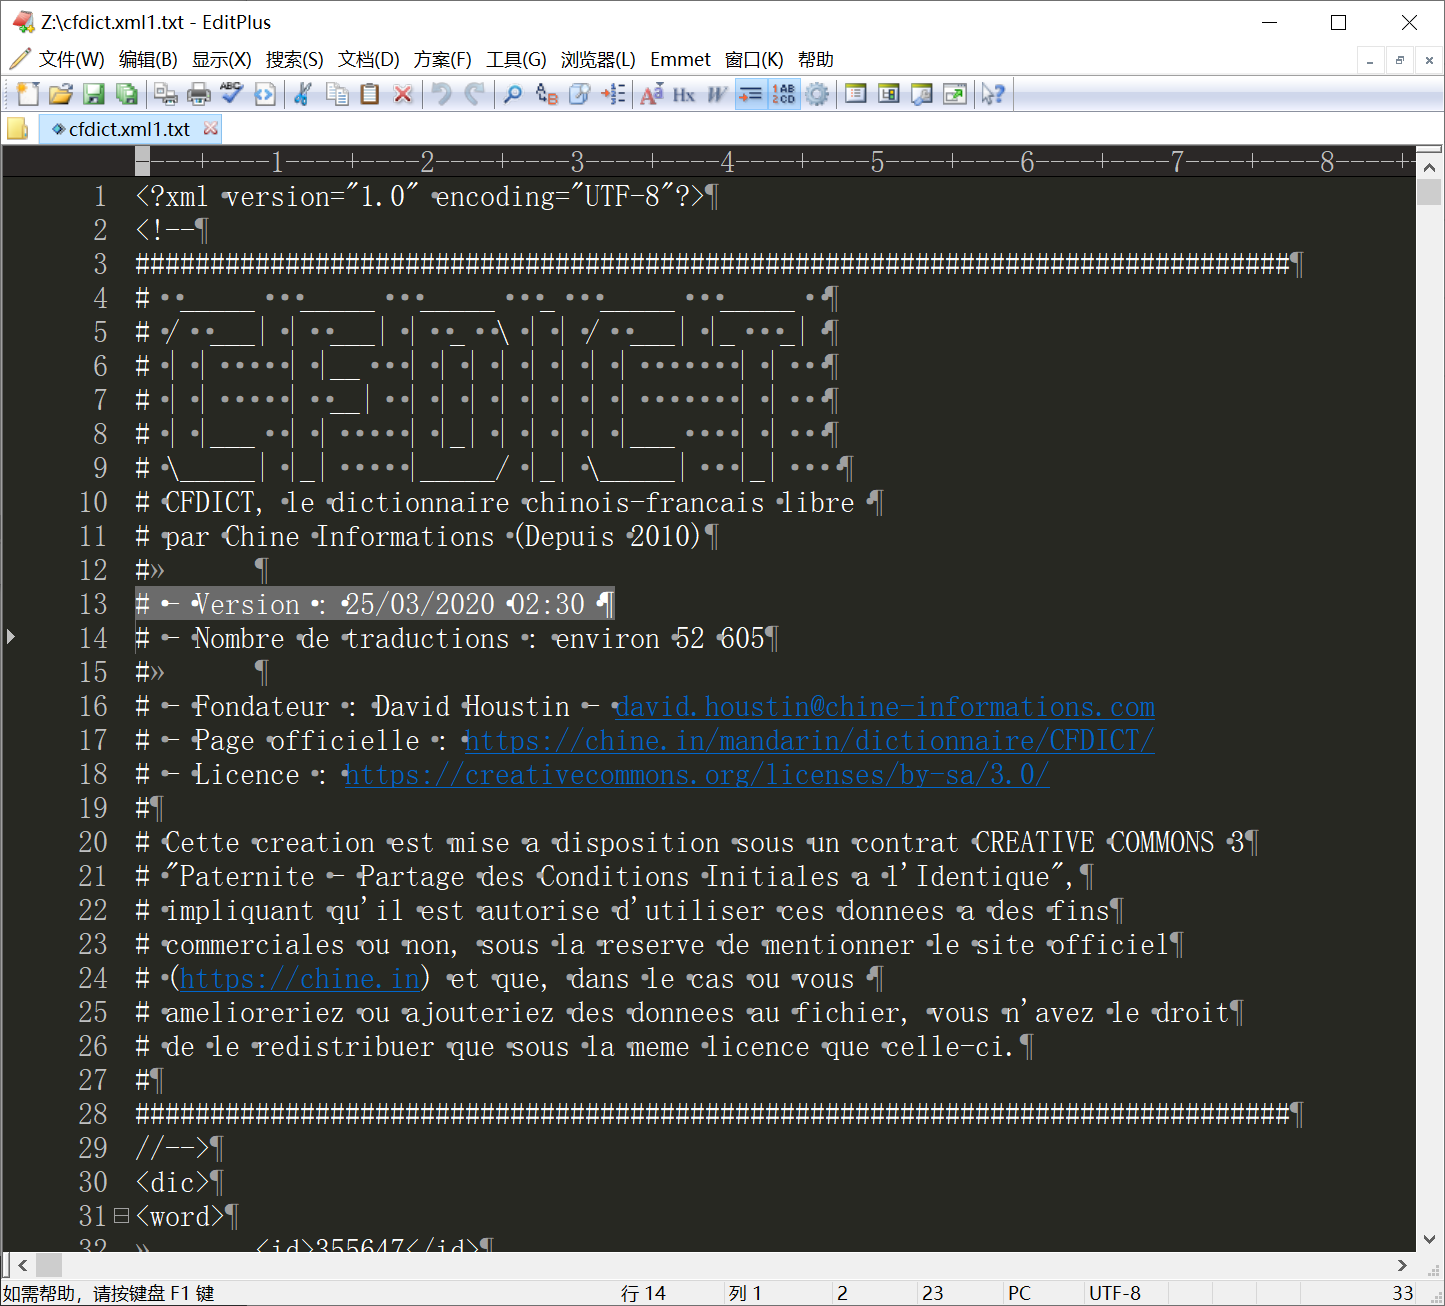 Z:\cfdict.xml1.txt - EditPlus
文件(W) 编辑(B) 显示(X) 搜索(S) 文档(D) 方案(F) 工具(G) 浏览器(L) Emmet 窗口(K) 帮助
cfdict.xml1.txt
----+----1----+----2----+----3----+----4----+----5----+----6----+----7----+----8----+-
1 <?xml version="1.0" encoding="UTF-8"?>¶
2 <!--¶
3 #############################################################################¶
4 #  _____   _____   _____   _   _____   _____  ¶
5 # /  ___| |  ___| |  _  \ | | /  ___| |_   _| ¶
6 # | |     | |__   | | | | | | | |       | |   ¶
7 # | |     |  __|  | | | | | | | |       | |   ¶
8 # | |___  | |     | |_| | | | | |___    | |   ¶
9 # \_____| |_|     |_____/ |_| \_____|   |_|    ¶
10 # CFDICT, le dictionnaire chinois-francais libre ¶
11 # par Chine Informations (Depuis 2010)¶
12 #» ¶
13 # - Version : 25/03/2020 02:30 ¶
14 # - Nombre de traductions : environ 52 605¶
15 #» ¶
16 # - Fondateur : David Houstin - david.houstin@chine-informations.com
17 # - Page officielle : https://chine.in/mandarin/dictionnaire/CFDICT/
18 # - Licence : https://creativecommons.org/licenses/by-sa/3.0/
19 #¶
20 # Cette creation est mise a disposition sous un contrat CREATIVE COMMONS 3¶
21 # "Paternite - Partage des Conditions Initiales a l'Identique",¶
22 # impliquant qu'il est autorise d'utiliser ces donnees a des fins¶
23 # commerciales ou non, sous la reserve de mentionner le site officiel¶
24 # (https://chine.in) et que, dans le cas ou vous ¶
25 # amelioreriez ou ajouteriez des donnees au fichier, vous n'avez le droit¶
26 # de le redistribuer que sous la meme licence que celle-ci.¶
27 #¶
28 #############################################################################¶
29 //-->¶
30 <dic>¶
31 <word>¶
32 » <id>355647</id>¶
如需帮助，请按键盘 F1 键 行 14 列 1 2 23 PC UTF-8 33